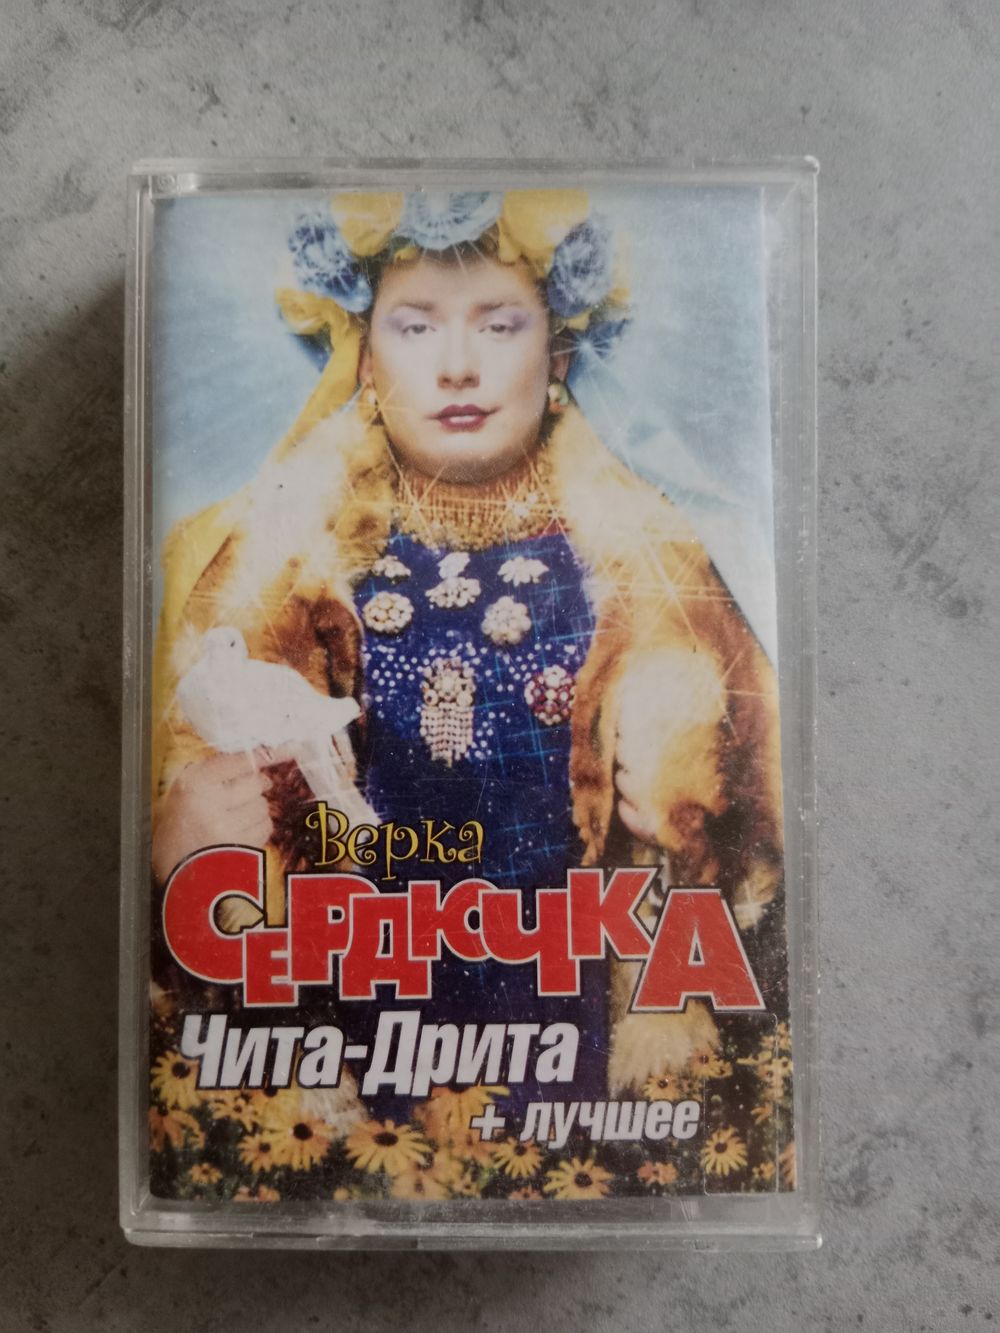 Верка
Сердючка
Чита-Дрита
+ лучшее